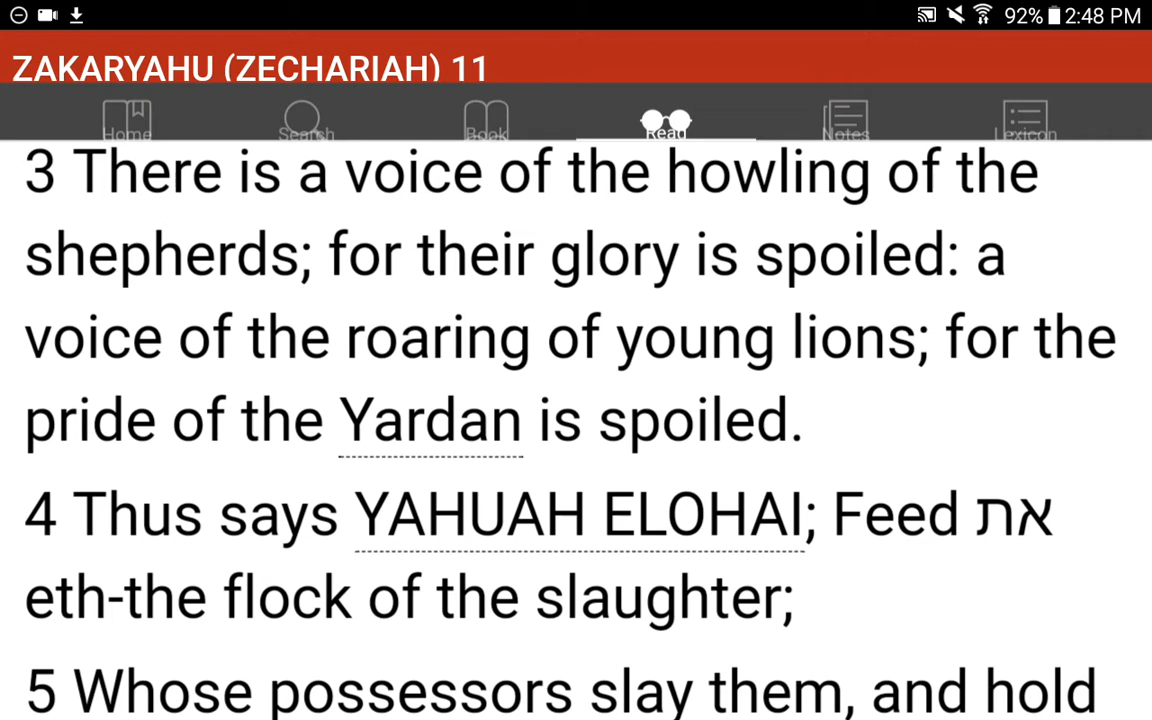 92% 2:48 PM
ZAKARYAHU (ZECHARIAH) 11
Home Search Book Read Notes Lexicon
3 There is a voice of the howling of the
shepherds; for their glory is spoiled: a
voice of the roaring of young lions; for the
pride of the Yardan is spoiled.
4 Thus says YAHUAH ELOHAI; Feed את
eth-the flock of the slaughter;
5 Whose possessors slay them, and hold